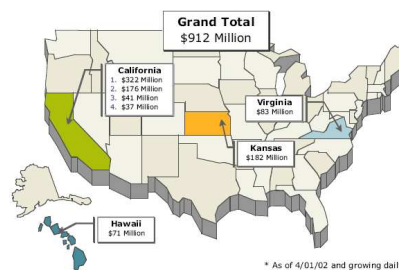 Grand Total
$912 Million
California
1. $322 Million
2. $176 Million
3. $41 Million
4. $37 Million
Virginia
$83 Million
Kansas
$182 Million
Hawaii
$71 Million
* As of 4/01/02 and growing dail